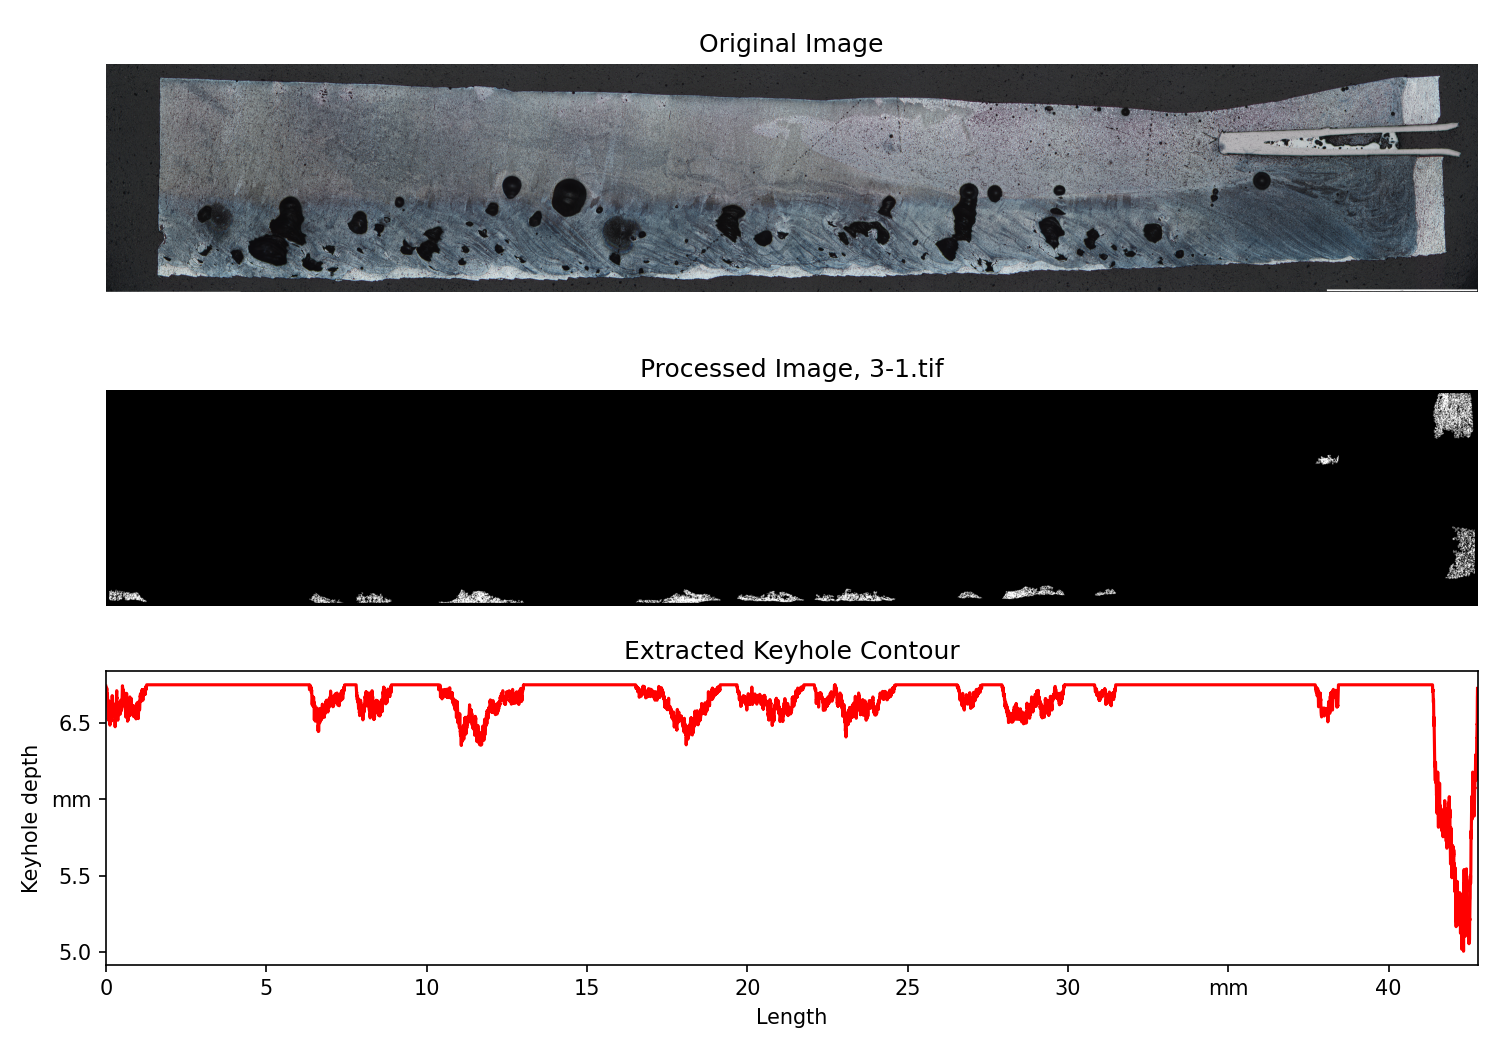 Original Image
Processed Image, 3-1.tif
Extracted Keyhole Contour
Keyhole depth
6.5
mm
5.5
5.0
0 5 10 15 20 25 30 mm 40
Length